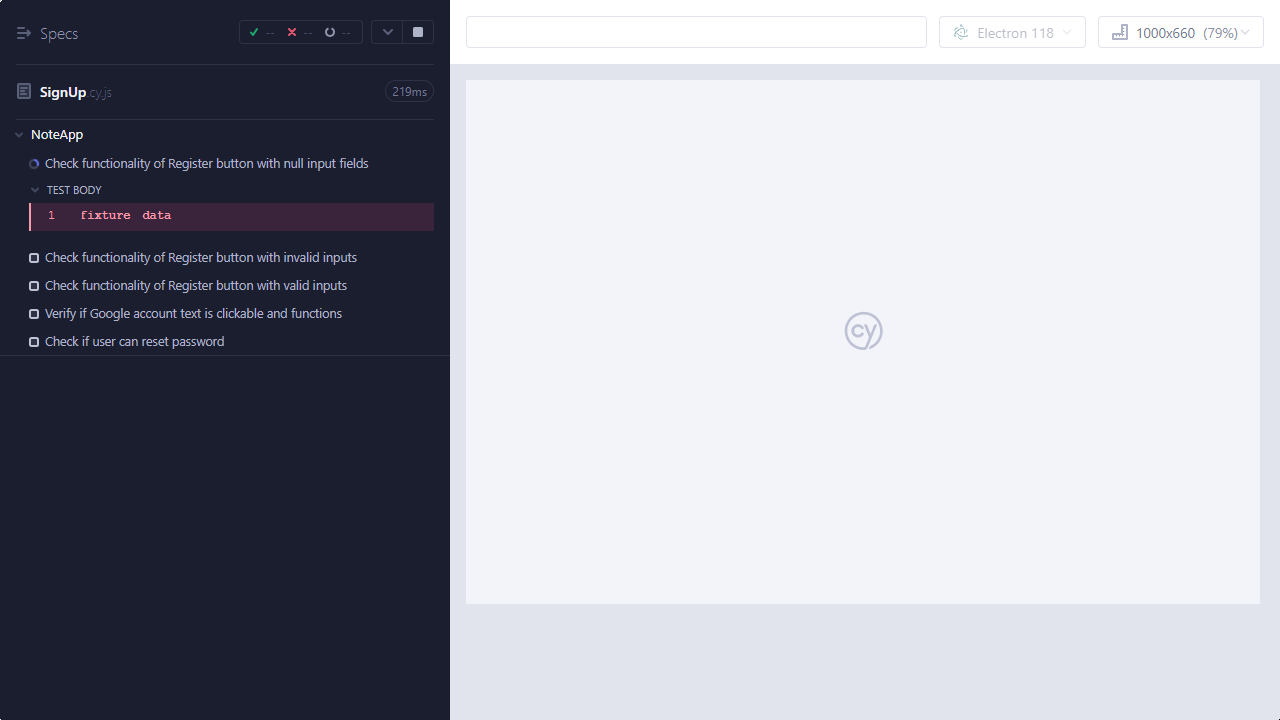 Specs
-- -- --
SignUp.cy.js 219ms
NoteApp
Check functionality of Register button with null input fields
TEST BODY
1 fixture data
Check functionality of Register button with invalid inputs
Check functionality of Register button with valid inputs
Verify if Google account text is clickable and functions
Check if user can reset password
Electron 118
1000x660 (79%)
cy